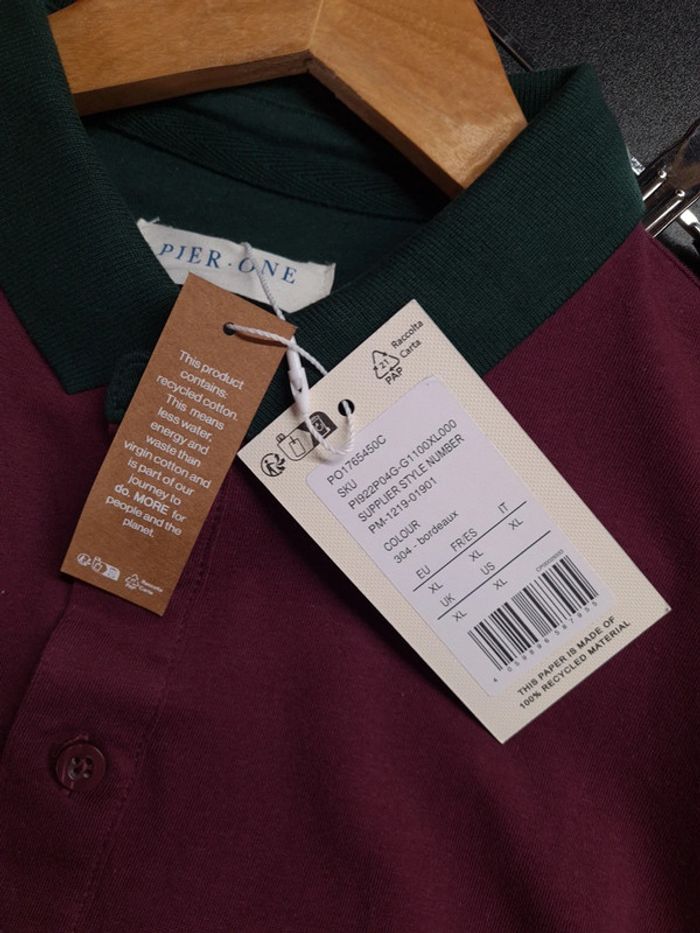 PIER · ONE
This product
contains:
recycled cotton.
This means
less water,
energy and
waste than
virgin cotton and
is part of our
journey to
do. MORE for
people and the
planet.
PAP
Raccolta
Carta
21
PAP
Raccolta
Carta
PO1765450C
SKU
PI922P04G-G1100XL000
SUPPLIER STYLE NUMBER
PM-1219-01901
COLOUR
304 - bordeaux
EU FR/ES IT
XL XL XL
UK US
XL XL
THIS PAPER IS MADE OF
100% RECYCLED MATERIAL